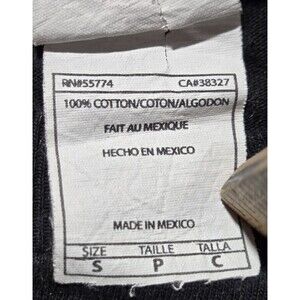 RN#55774 CA#38327
100% COTTON/COTON/ALGODON
FAIT AU MEXIQUE
HECHO EN MEXICO
MADE IN MEXICO
SIZE TAILLE TALLA
S P C